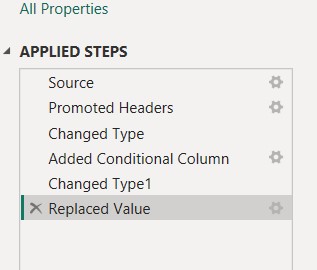 All Properties
APPLIED STEPS
Source
Promoted Headers
Changed Type
Added Conditional Column
Changed Type1
Replaced Value